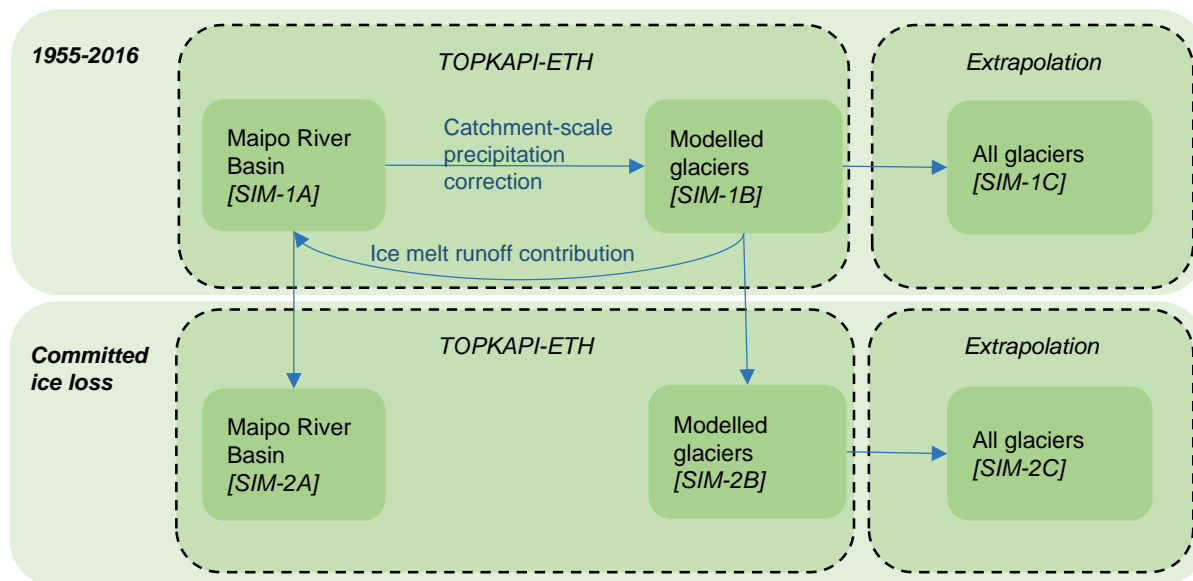 1955-2016
TOPKAPI-ETH
Extrapolation
Maipo River
Basin
[SIM-1A]
Catchment-scale
precipitation
correction
Modelled
glaciers
[SIM-1B]
All glaciers
[SIM-1C]
Ice melt runoff contribution
Committed
ice loss
TOPKAPI-ETH
Extrapolation
Maipo River
Basin
[SIM-2A]
Modelled
glaciers
[SIM-2B]
All glaciers
[SIM-2C]